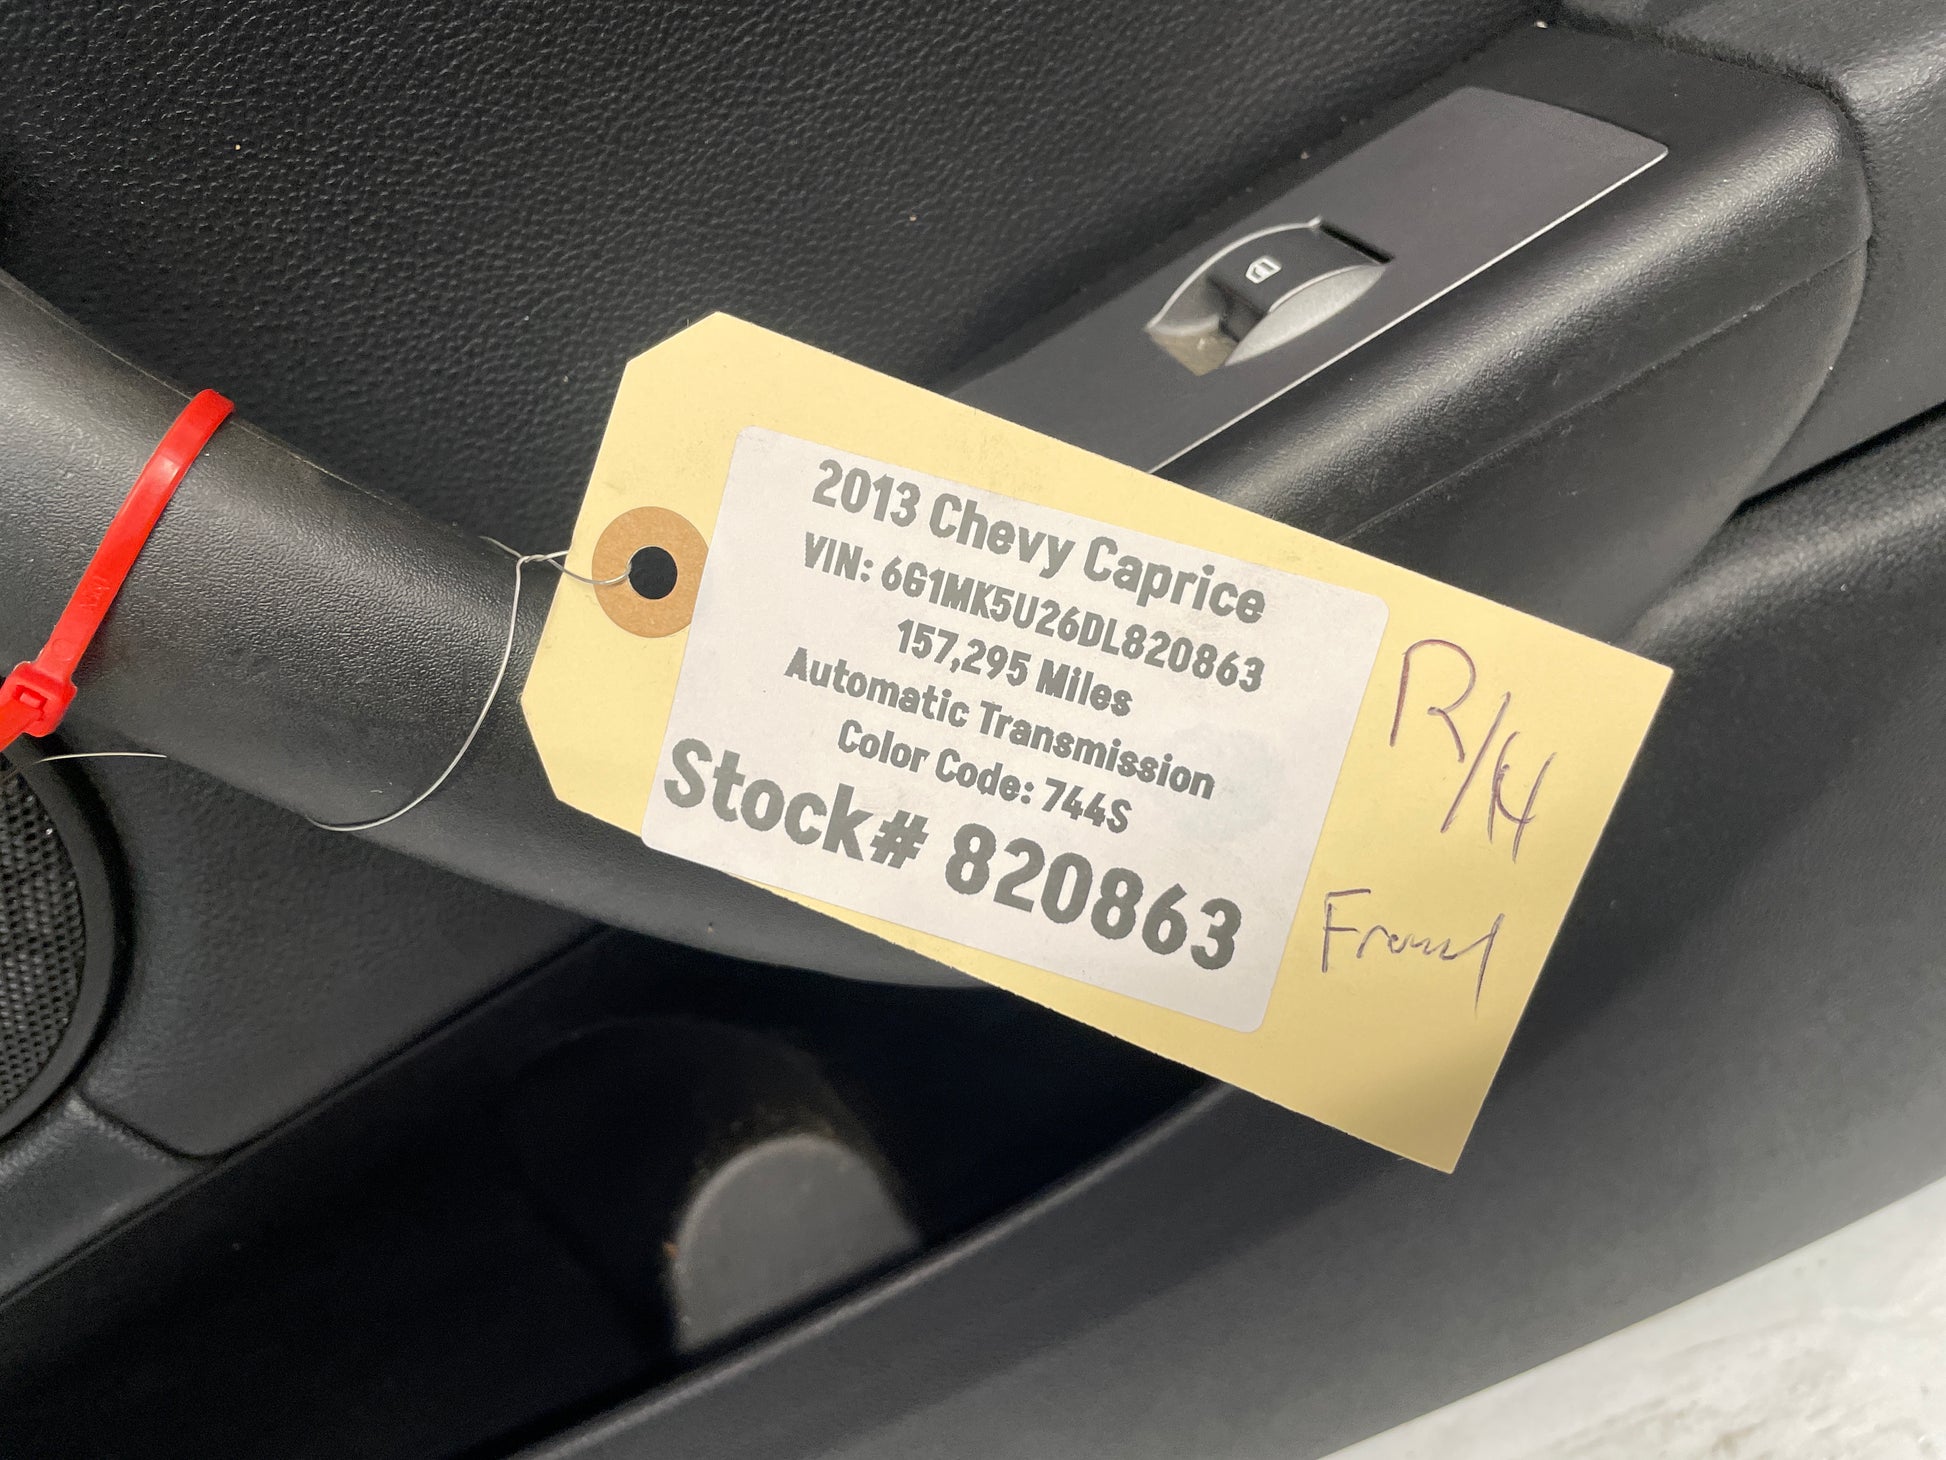 2013 Chevy Caprice
VIN: 6G1MK5U26DL820863
157,295 Miles
Automatic Transmission
Color Code: 744S
Stock# 820863
R/H
Front